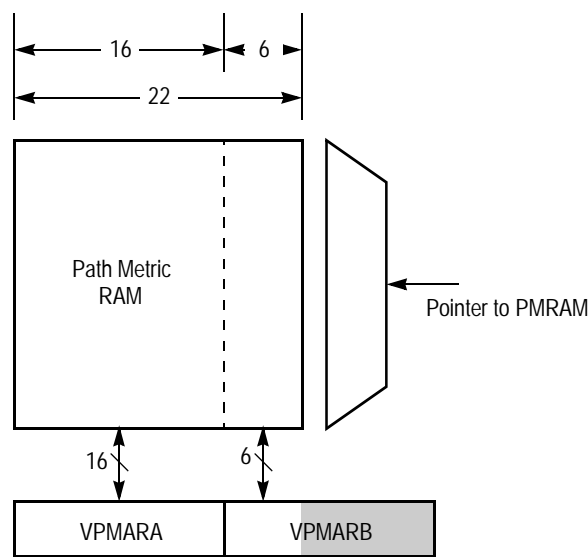 16 6
22
Path Metric
RAM
Pointer to PMRAM
16 6
VPMARA VPMARB